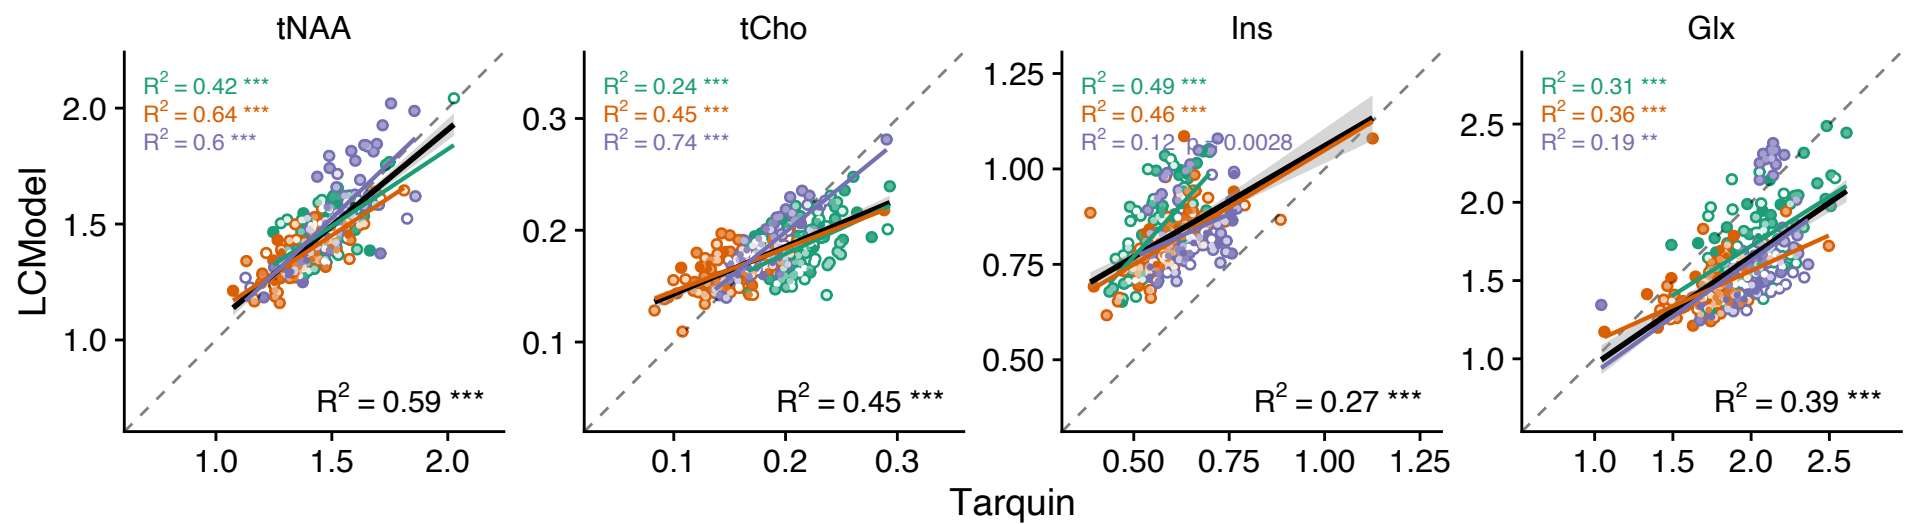 tNAA
tCho
Ins
Glx
LCModel
R² = 0.42 ***
R² = 0.64 ***
R² = 0.6 ***
2.0
1.5
1.0
R² = 0.59 ***
1.0 1.5 2.0
R² = 0.24 ***
R² = 0.45 ***
R² = 0.74 ***
0.3
0.2
0.1
R² = 0.45 ***
0.1 0.2 0.3
R² = 0.49 ***
R² = 0.46 ***
R² = 0.12 p = 0.0028
1.25
1.00
0.75
0.50
R² = 0.27 ***
0.50 0.75 1.00 1.25
R² = 0.31 ***
R² = 0.36 ***
R² = 0.19 **
2.5
2.0
1.5
1.0
R² = 0.39 ***
1.0 1.5 2.0 2.5
Tarquin